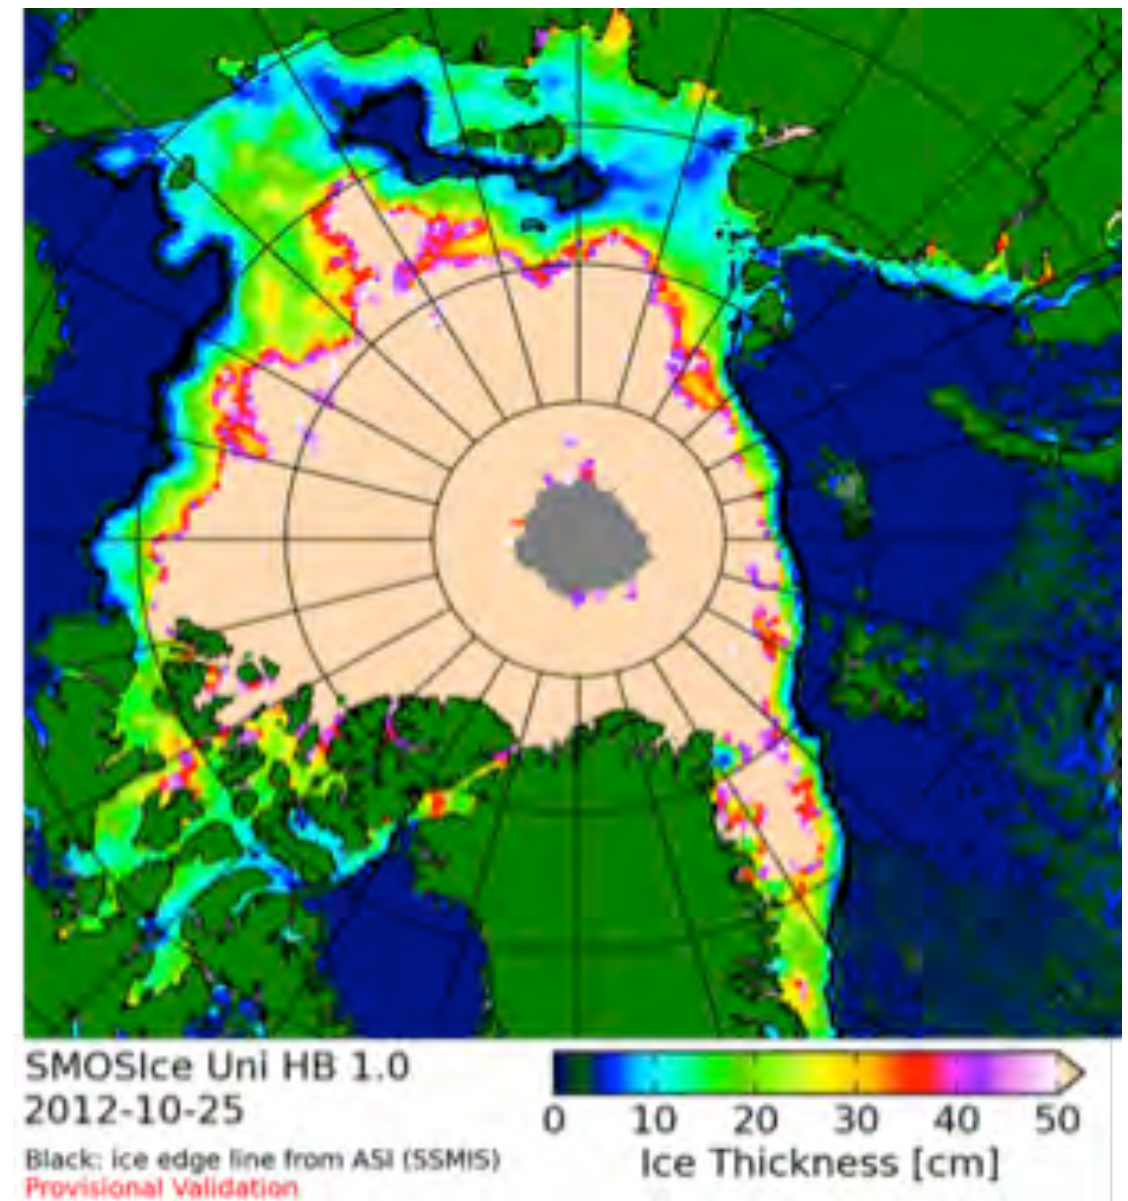 SMOSIce Uni HB 1.0
2012-10-25
Black: ice edge line from ASI (SSMIS)
Provisional Validation
0 10 20 30 40 50
Ice Thickness [cm]